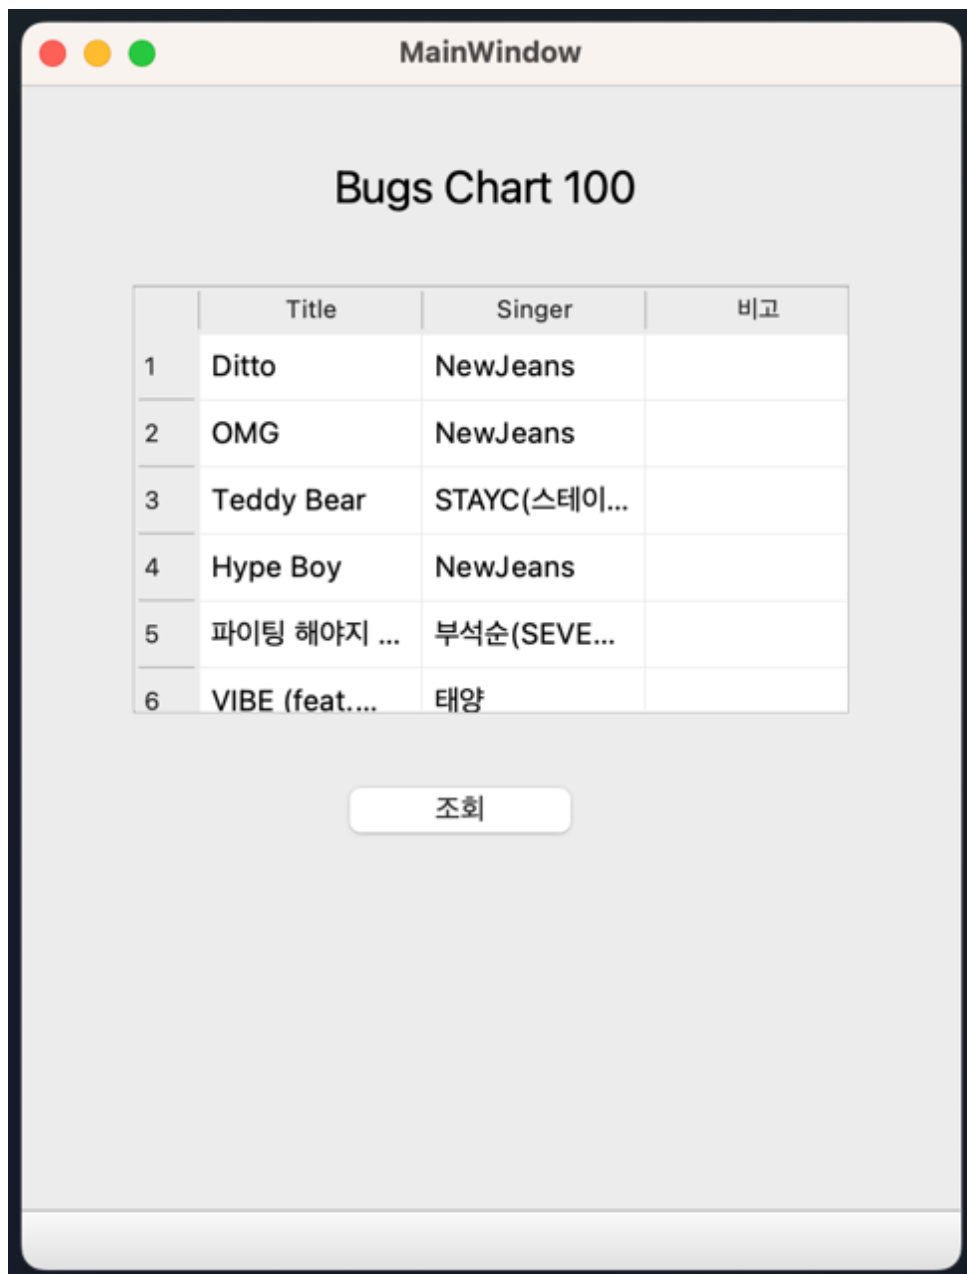 MainWindow
Bugs Chart 100
Title Singer 비고
1 Ditto NewJeans
2 OMG NewJeans
3 Teddy Bear STAYC(스테이...
4 Hype Boy NewJeans
5 파이팅 해야지 ... 부석순(SEVE...
6 VIBE (feat.... 태양
조회